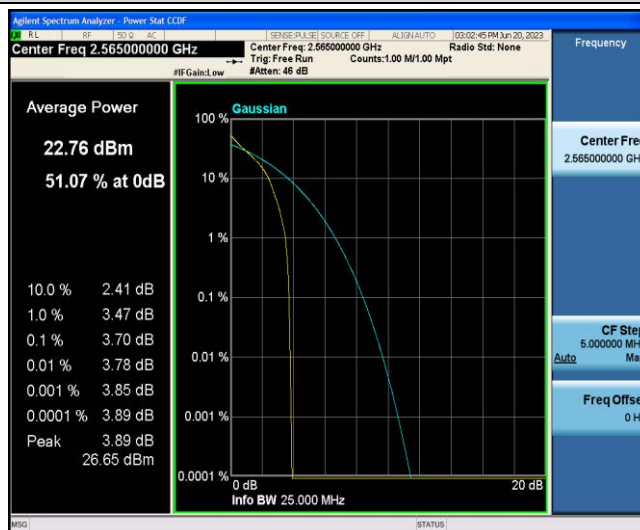 Agilent Spectrum Analyzer - Power Stat CCDF
RL RF 50 Ω AC SENSE:PULSE SOURCE OFF ALIGN AUTO 03:02:45 PM Jun 20, 2023
Center Freq 2.565000000 GHz
Center Freq: 2.565000000 GHz Radio Std: None
Trig: Free Run Counts:1.00 M/1.00 Mpt
#IFGain:Low #Atten: 46 dB
Frequency
Average Power
22.76 dBm
51.07 % at 0dB
10.0 % 2.41 dB
1.0 % 3.47 dB
0.1 % 3.70 dB
0.01 % 3.78 dB
0.001 % 3.85 dB
0.0001 % 3.89 dB
Peak 3.89 dB
26.65 dBm
Gaussian
100 %
10 %
1 %
0.1 %
0.01 %
0.001 %
0.0001 %
0 dB 20 dB
Info BW 25.000 MHz
Center Fre
2.565000000 GH
CF Ste
5.000000 MH
Auto Ma
Freq Offse
0 H
MSG STATUS